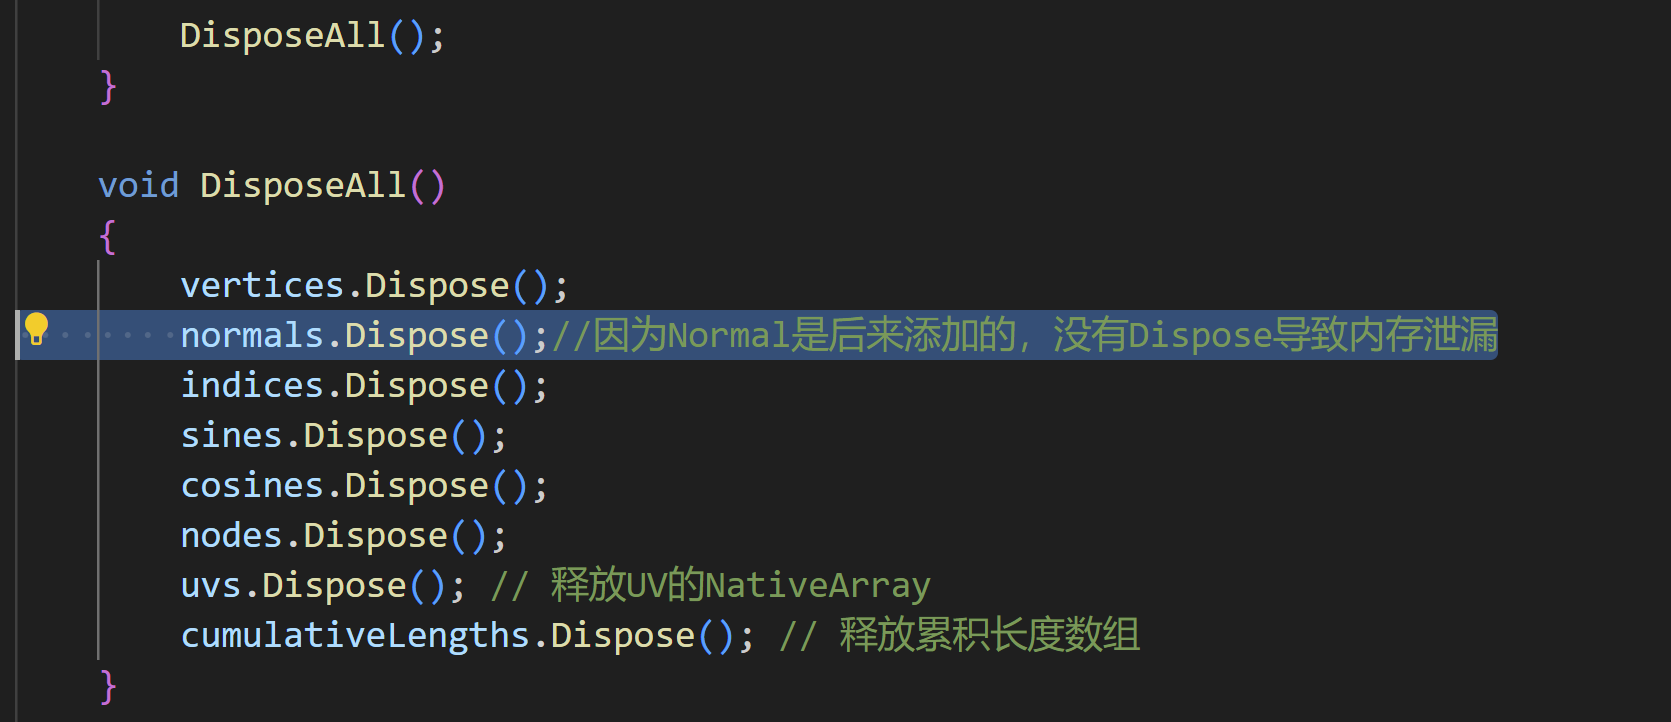 DisposeAll();
}
void DisposeAll()
{
vertices.Dispose();
normals.Dispose();//因为Normal是后来添加的，没有Dispose导致内存泄漏
indices.Dispose();
sines.Dispose();
cosines.Dispose();
nodes.Dispose();
uvs.Dispose(); // 释放UV的NativeArray
cumulativeLengths.Dispose(); // 释放累积长度数组
}